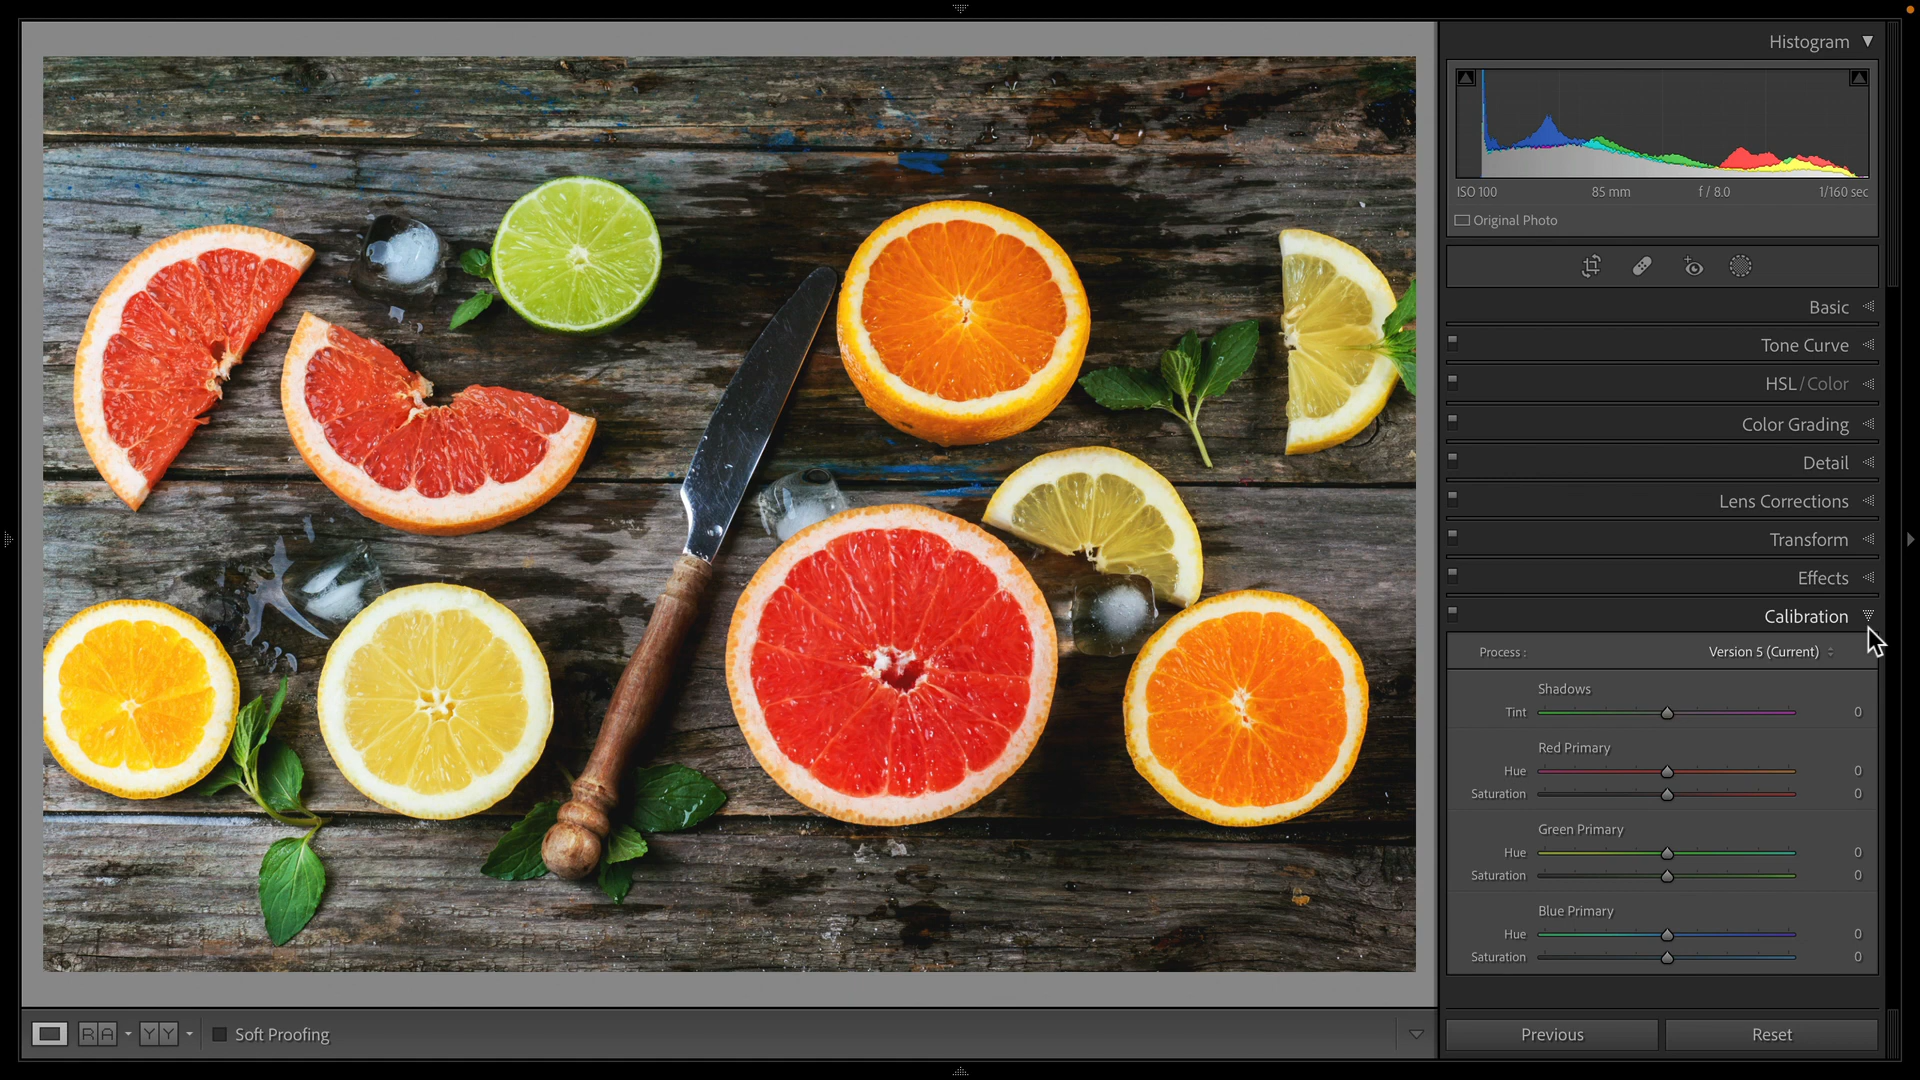 Histogram
ISO 100 85 mm f / 8.0 1/160 sec
Original Photo
Basic
Tone Curve
HSL / Color
Color Grading
Detail
Lens Corrections
Transform
Effects
Calibration
Process : Version 5 (Current)
Shadows
Tint 0
Red Primary
Hue 0
Saturation 0
Green Primary
Hue 0
Saturation 0
Blue Primary
Hue 0
Saturation 0
R A Y Y Soft Proofing
Previous Reset